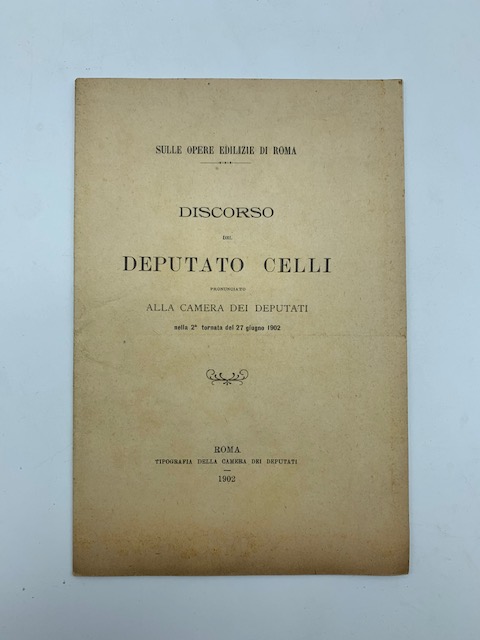 SULLE OPERE EDILIZIE DI ROMA
DISCORSO
DEL
DEPUTATO CELLI
PRONUNCIATO
ALLA CAMERA DEI DEPUTATI
nella 2ª tornata del 27 giugno 1902
ROMA
TIPOGRAFIA DELLA CAMERA DEI DEPUTATI
1902